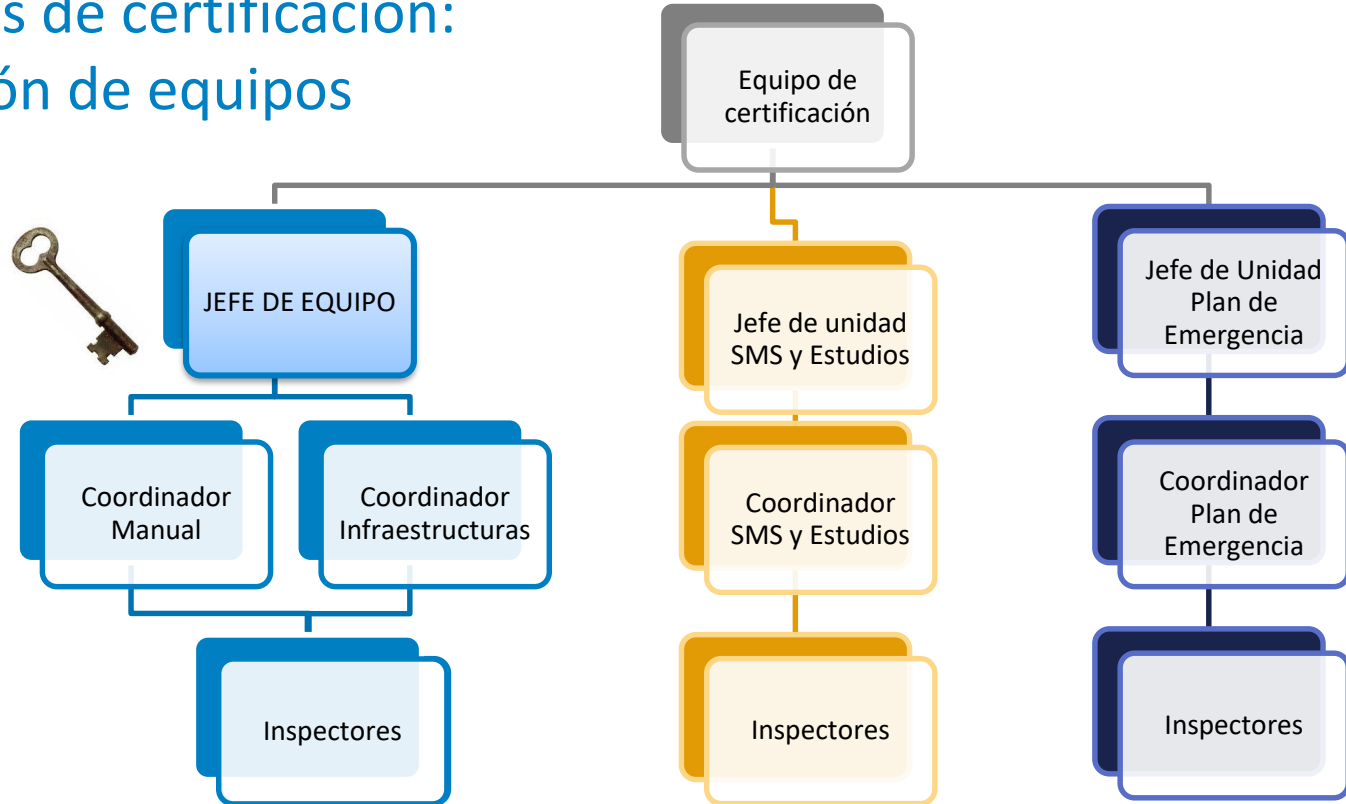 s de certificación:
ón de equipos
Equipo de
certificación
JEFE DE EQUIPO
Jefe de unidad
SMS y Estudios
Jefe de Unidad
Plan de
Emergencia
Coordinador
Manual
Coordinador
Infraestructuras
Coordinador
SMS y Estudios
Coordinador
Plan de
Emergencia
Inspectores
Inspectores
Inspectores